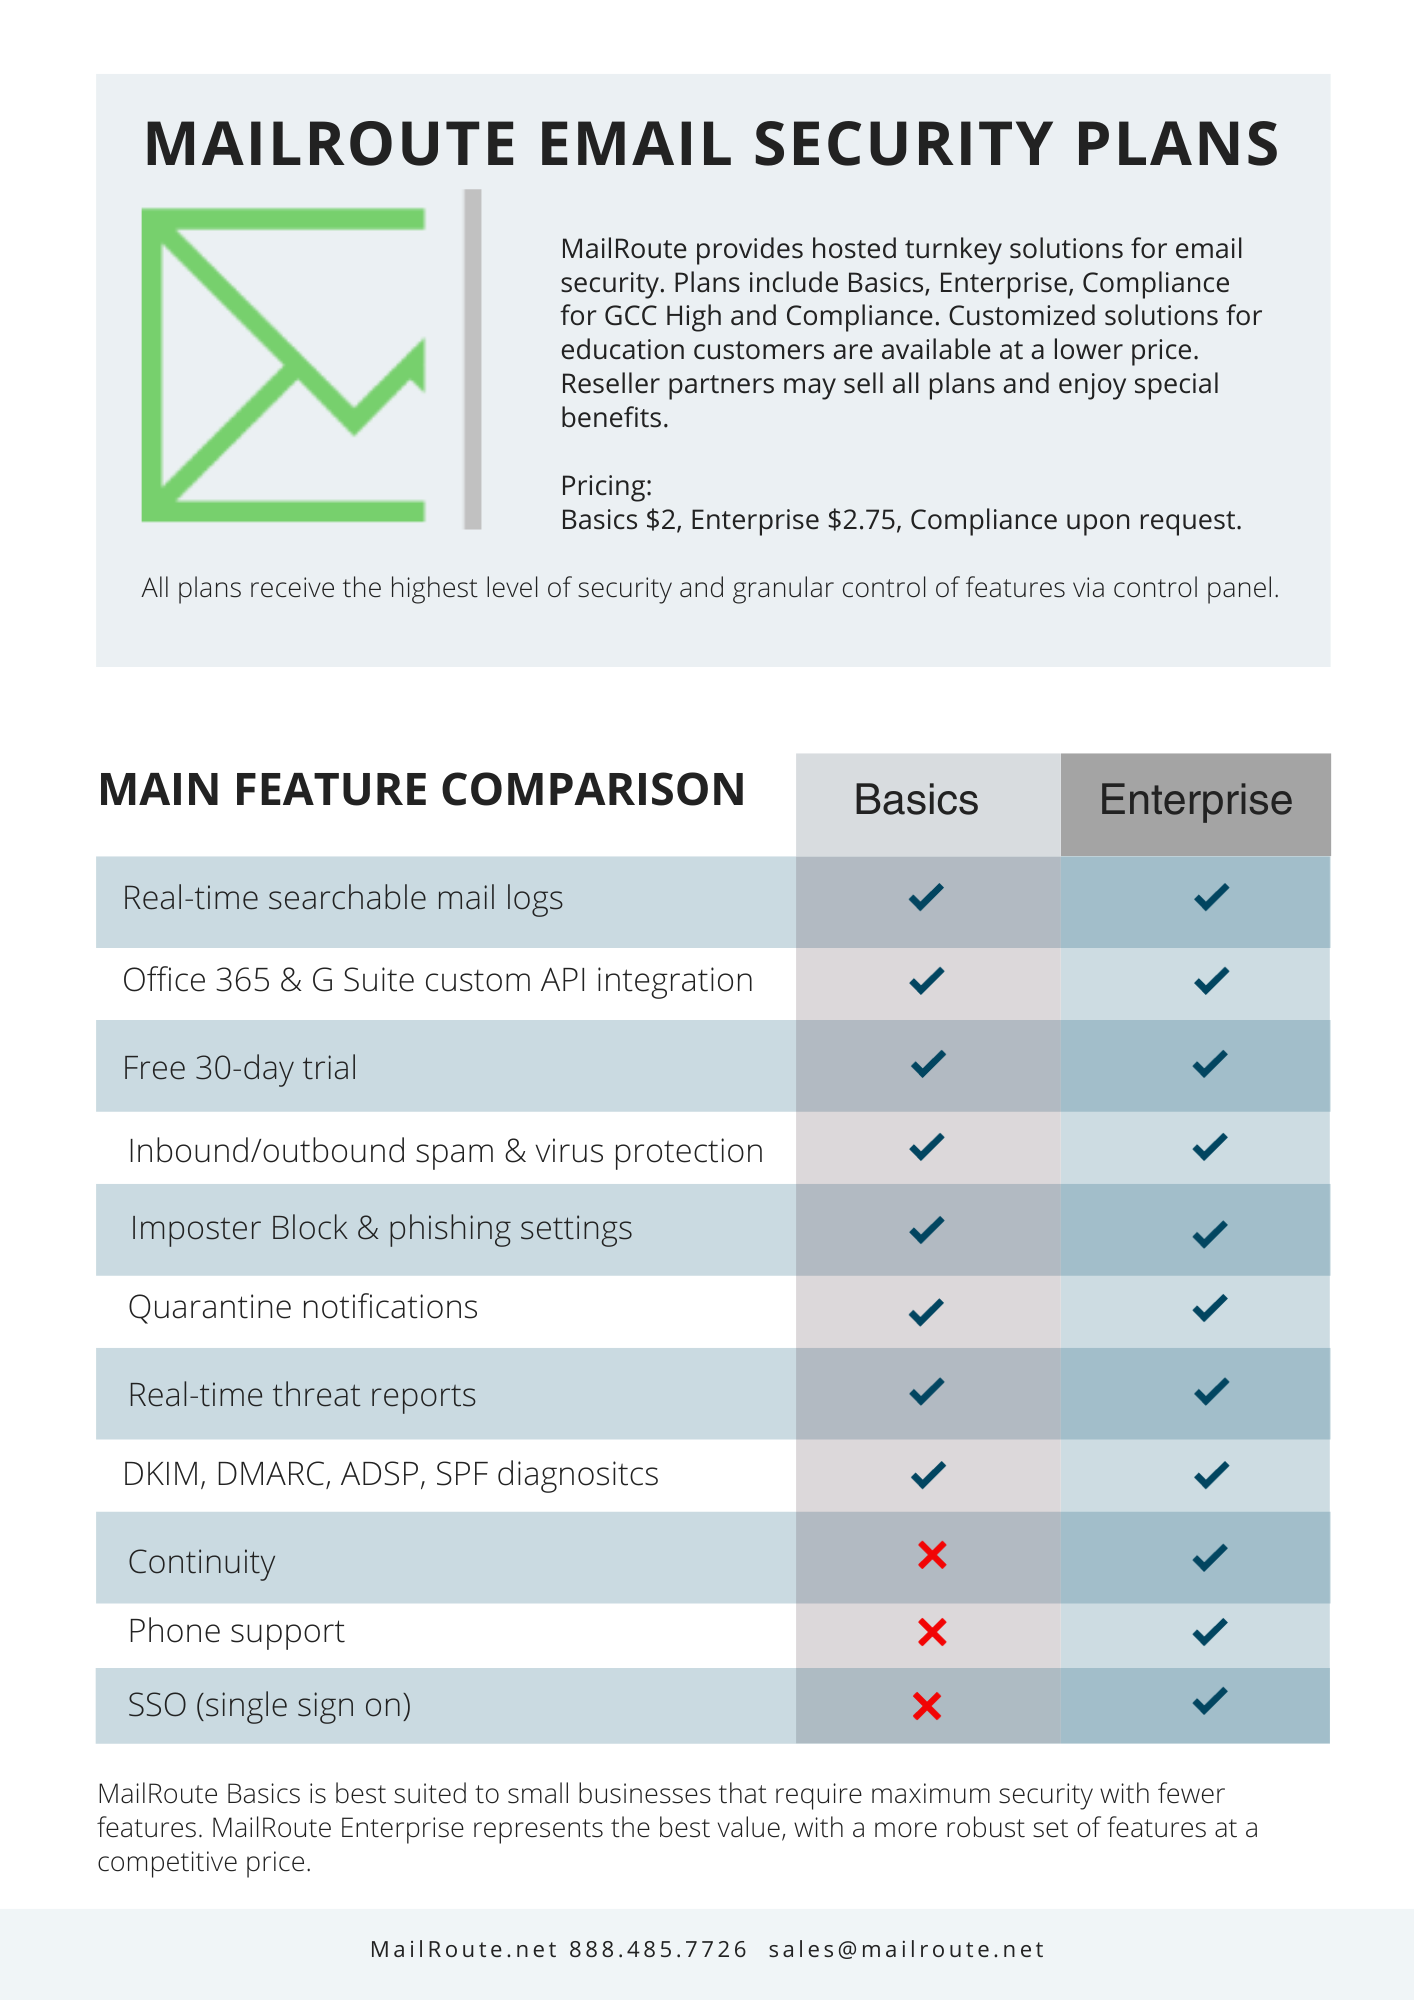 MAILROUTE EMAIL SECURITY PLANS
MailRoute provides hosted turnkey solutions for email
security. Plans include Basics, Enterprise, Compliance
for GCC High and Compliance. Customized solutions for
education customers are available at a lower price.
Reseller partners may sell all plans and enjoy special
benefits.
Pricing:
Basics $2, Enterprise $2.75, Compliance upon request.
All plans receive the highest level of security and granular control of features via control panel.
MAIN FEATURE COMPARISON
Basics
Enterprise
Real-time searchable mail logs
Office 365 & G Suite custom API integration
Free 30-day trial
Inbound/outbound spam & virus protection
Imposter Block & phishing settings
Quarantine notifications
Real-time threat reports
DKIM, DMARC, ADSP, SPF diagnositcs
Continuity
Phone support
SSO (single sign on)
MailRoute Basics is best suited to small businesses that require maximum security with fewer
features. MailRoute Enterprise represents the best value, with a more robust set of features at a
competitive price.
MailRoute.net 888.485.7726 sales@mailroute.net